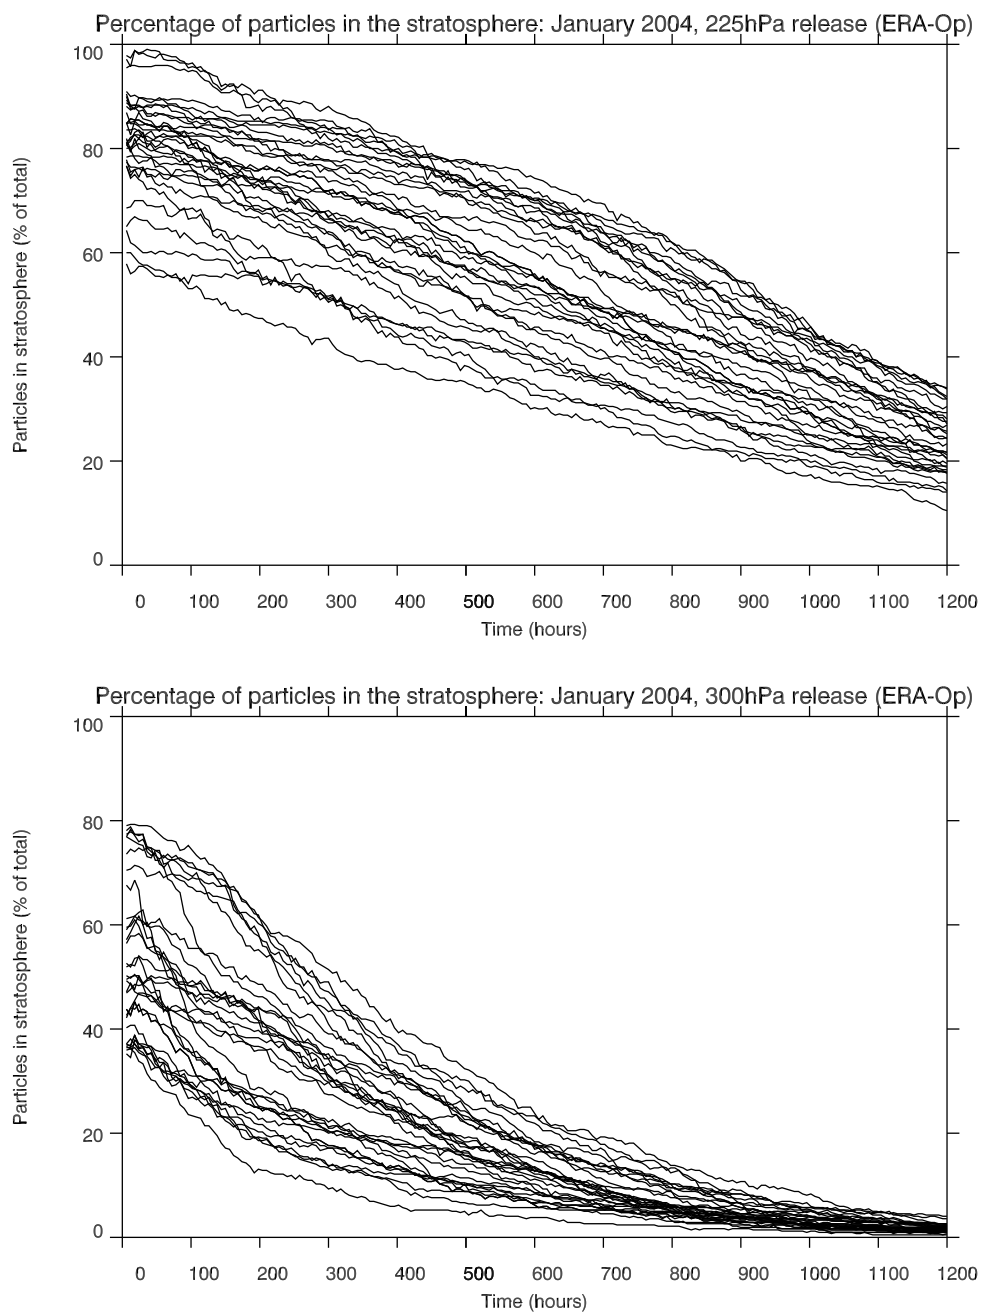 Percentage of particles in the stratosphere: January 2004, 225hPa release (ERA-Op)
100
80
60
40
20
0
Particles in stratosphere (% of total)
0 100 200 300 400 500 600 700 800 900 1000 1100 1200
Time (hours)
Percentage of particles in the stratosphere: January 2004, 300hPa release (ERA-Op)
100
80
60
40
20
0
Particles in stratosphere (% of total)
0 100 200 300 400 500 600 700 800 900 1000 1100 1200
Time (hours)